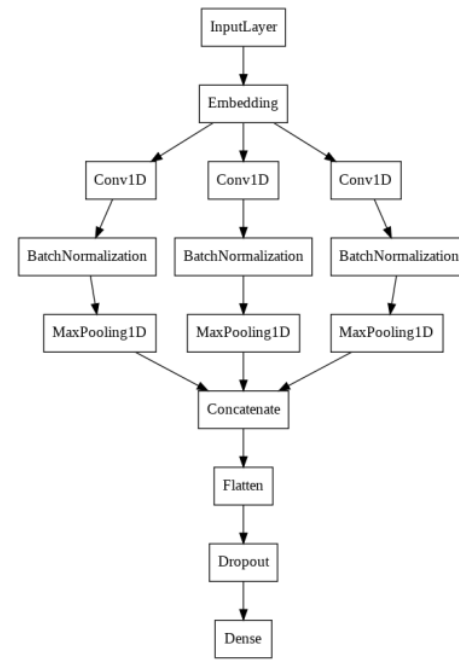 InputLayer
Embedding
Conv1D Conv1D Conv1D
BatchNormalization BatchNormalization BatchNormalization
MaxPooling1D MaxPooling1D MaxPooling1D
Concatenate
Flatten
Dropout
Dense